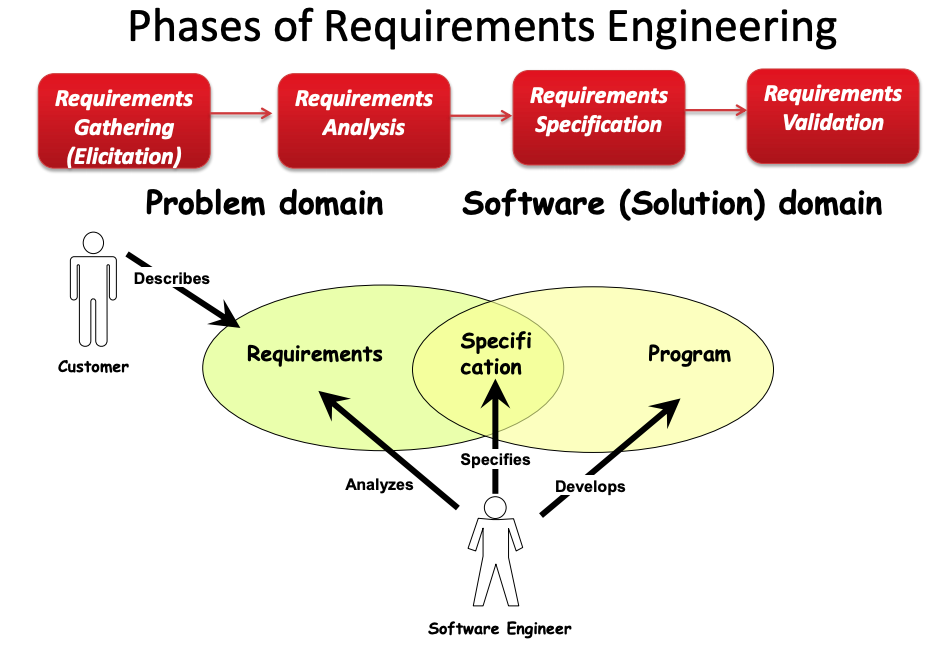 Phases of Requirements Engineering
Requirements
Gathering
(Elicitation)
Requirements
Analysis
Requirements
Specification
Requirements
Validation
Problem domain
Software (Solution) domain
Describes
Customer
Requirements
Specifi
cation
Program
Specifies
Analyzes
Develops
Software Engineer